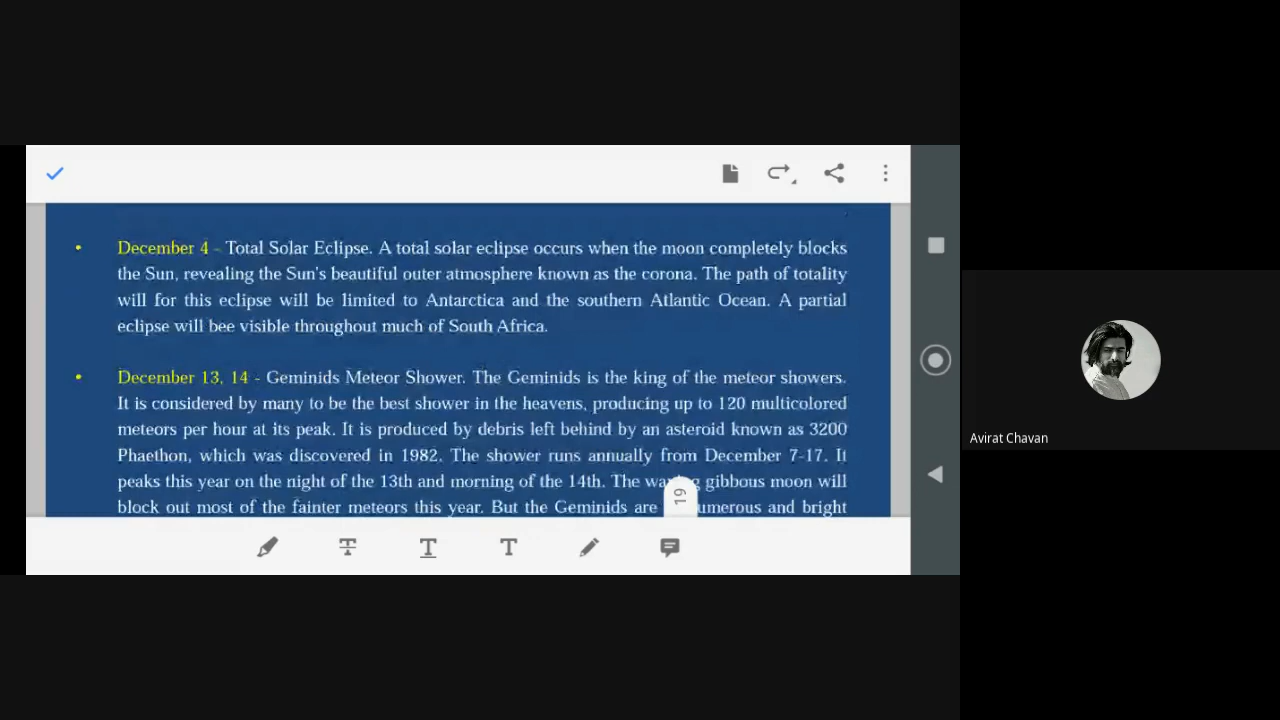 • December 4 - Total Solar Eclipse. A total solar eclipse occurs when the moon completely blocks
the Sun, revealing the Sun's beautiful outer atmosphere known as the corona. The path of totality
will for this eclipse will be limited to Antarctica and the southern Atlantic Ocean. A partial
eclipse will bee visible throughout much of South Africa.
• December 13, 14 - Geminids Meteor Shower. The Geminids is the king of the meteor showers.
It is considered by many to be the best shower in the heavens, producing up to 120 multicolored
meteors per hour at its peak. It is produced by debris left behind by an asteroid known as 3200
Phaethon, which was discovered in 1982. The shower runs annually from December 7-17. It
peaks this year on the night of the 13th and morning of the 14th. The gibbous moon will
block out most of the fainter meteors this year. But the Geminids are and bright
19
Avirat Chavan